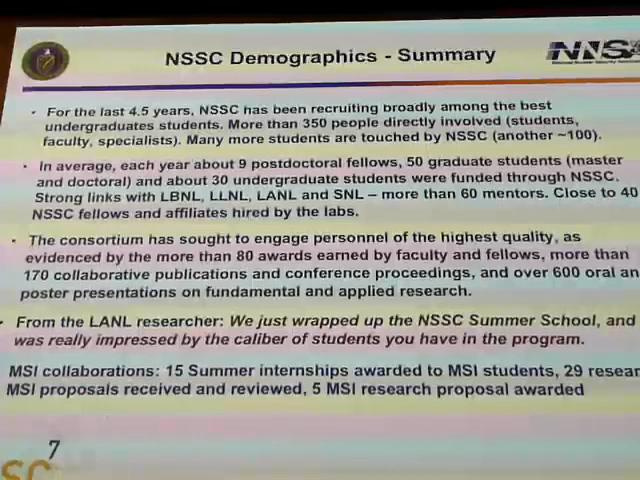 NSSC Demographics - Summary
NNS
• For the last 4.5 years, NSSC has been recruiting broadly among the best
undergraduates students. More than 350 people directly involved (students,
faculty, specialists). Many more students are touched by NSSC (another ~100).
• In average, each year about 9 postdoctoral fellows, 50 graduate students (master
and doctoral) and about 30 undergraduate students were funded through NSSC.
Strong links with LBNL, LLNL, LANL and SNL – more than 60 mentors. Close to 40
NSSC fellows and affiliates hired by the labs.
• The consortium has sought to engage personnel of the highest quality, as
evidenced by the more than 80 awards earned by faculty and fellows, more than
170 collaborative publications and conference proceedings, and over 600 oral an
poster presentations on fundamental and applied research.
• From the LANL researcher: We just wrapped up the NSSC Summer School, and
was really impressed by the caliber of students you have in the program.
MSI collaborations: 15 Summer internships awarded to MSI students, 29 resear
MSI proposals received and reviewed, 5 MSI research proposal awarded
7
SC